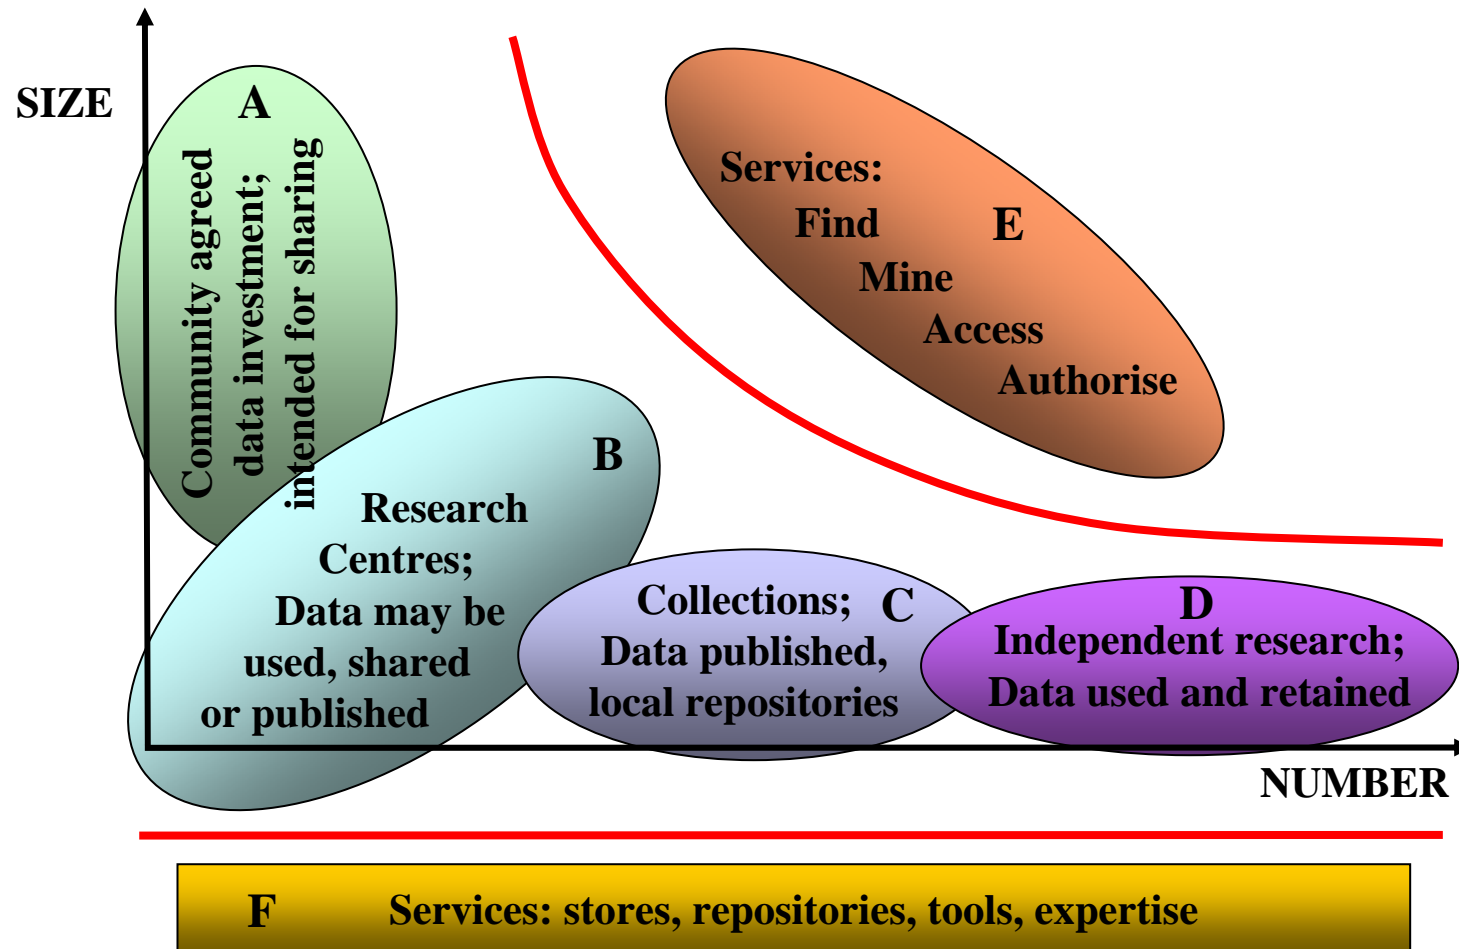 SIZE
A
Community agreed
data investment;
intended for sharing
Services:
Find
E
Mine
Access
Authorise
B
Research
Centres;
Data may be
used, shared
or published
Collections;
C
Data published,
local repositories
D
Independent research;
Data used and retained
NUMBER
F
Services: stores, repositories, tools, expertise